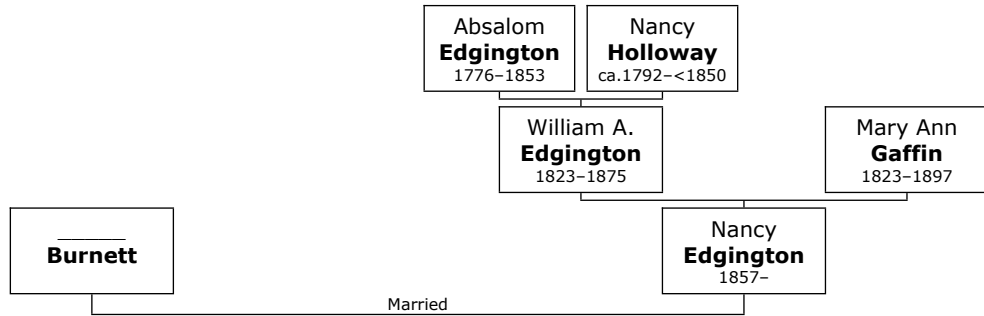 Absalom
Edgington
1776–1853
Nancy
Holloway
ca.1792–<1850
William A.
Edgington
1823–1875
Mary Ann
Gaffin
1823–1897
______
Burnett
Nancy
Edgington
1857–
Married